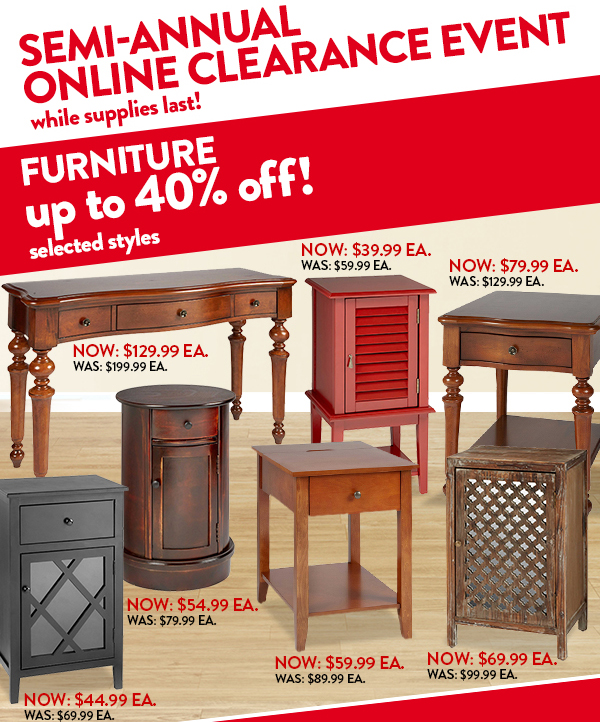 SEMI-ANNUAL
ONLINE CLEARANCE EVENT
while supplies last!
FURNITURE
up to 40% off!
selected styles
NOW: $39.99 EA.
WAS: $59.99 EA.
NOW: $79.99 EA.
WAS: $129.99 EA.
NOW: $129.99 EA.
WAS: $199.99 EA.
NOW: $54.99 EA.
WAS: $79.99 EA.
NOW: $59.99 EA.
WAS: $89.99 EA.
NOW: $69.99 EA.
WAS: $99.99 EA.
NOW: $44.99 EA.
WAS: $69.99 EA.